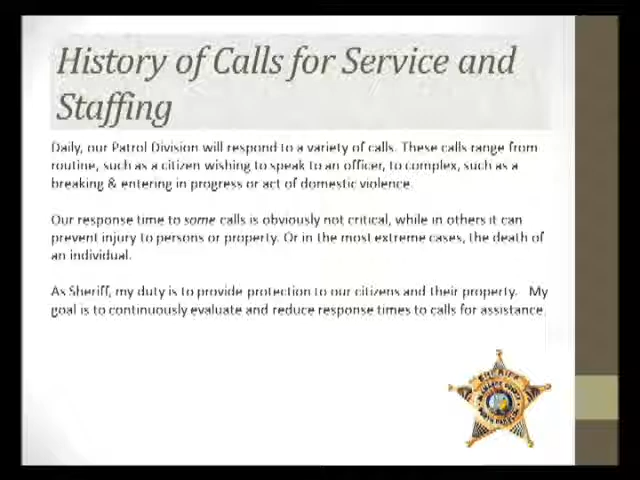 History of Calls for Service and
Staffing
Daily, our Patrol Division will respond to a variety of calls. These calls range from
routine, such as a citizen wishing to speak to an officer, to complex, such as a
breaking & entering in progress or act of domestic violence.
Our response time to some calls is obviously not critical, while in others it can
prevent injury to persons or property. Or in the most extreme cases, the death of
an individual.
As Sheriff, my duty is to provide protection to our citizens and their property. My
goal is to continuously evaluate and reduce response times to calls for assistance.
SHERIFF